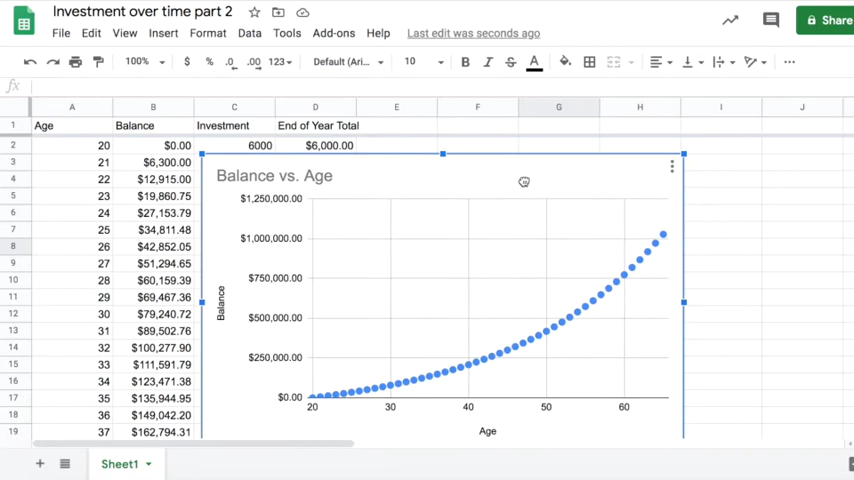 Investment over time part 2
Share
File Edit View Insert Format Data Tools Add-ons Help Last edit was seconds ago
100% $ % .0 .00 123 Default (Ari... 10 B I S A
fx
A B C D E F G H I J
1 Age Balance Investment End of Year Total
2 20 $0.00 6000 $6,000.00
3 21 $6,300.00
4 22 $12,915.00
5 23 $19,860.75
6 24 $27,153.79
7 25 $34,811.48
8 26 $42,852.05
9 27 $51,294.65
10 28 $60,159.39
11 29 $69,467.36
12 30 $79,240.72
13 31 $89,502.76
14 32 $100,277.90
15 33 $111,591.79
16 34 $123,471.38
17 35 $135,944.95
18 36 $149,042.20
19 37 $162,794.31
Balance vs. Age
$1,250,000.00
$1,000,000.00
$750,000.00
$500,000.00
$250,000.00
$0.00
Balance
20 30 40 50 60
Age
Sheet1